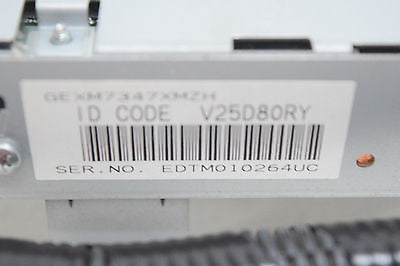 GEXM7347XMZH
ID CODE V25D80RY
SER.NO. EDTM010264UC